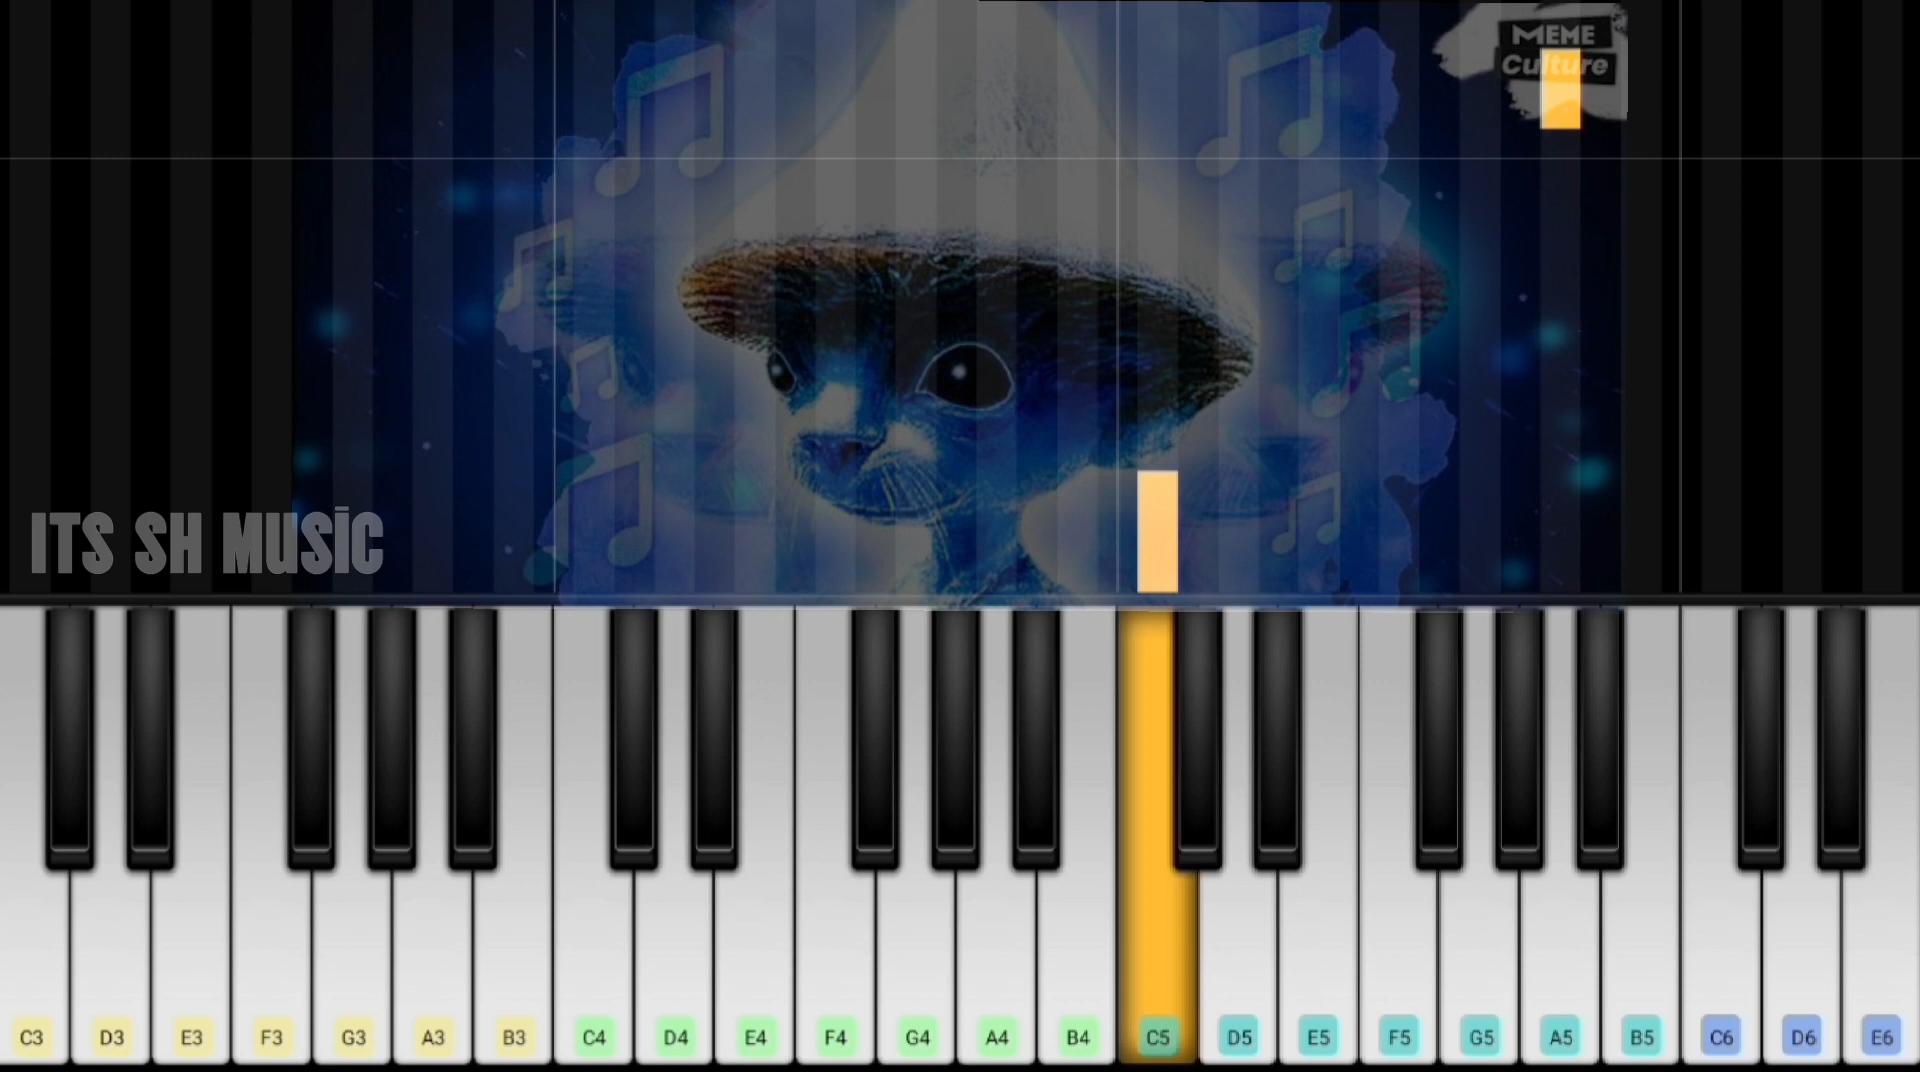 MEME
Culture
ITS SH MUSİC
C3 D3 E3 F3 G3 A3 B3 C4 D4 E4 F4 G4 A4 B4 C5 D5 E5 F5 G5 A5 B5 C6 D6 E6